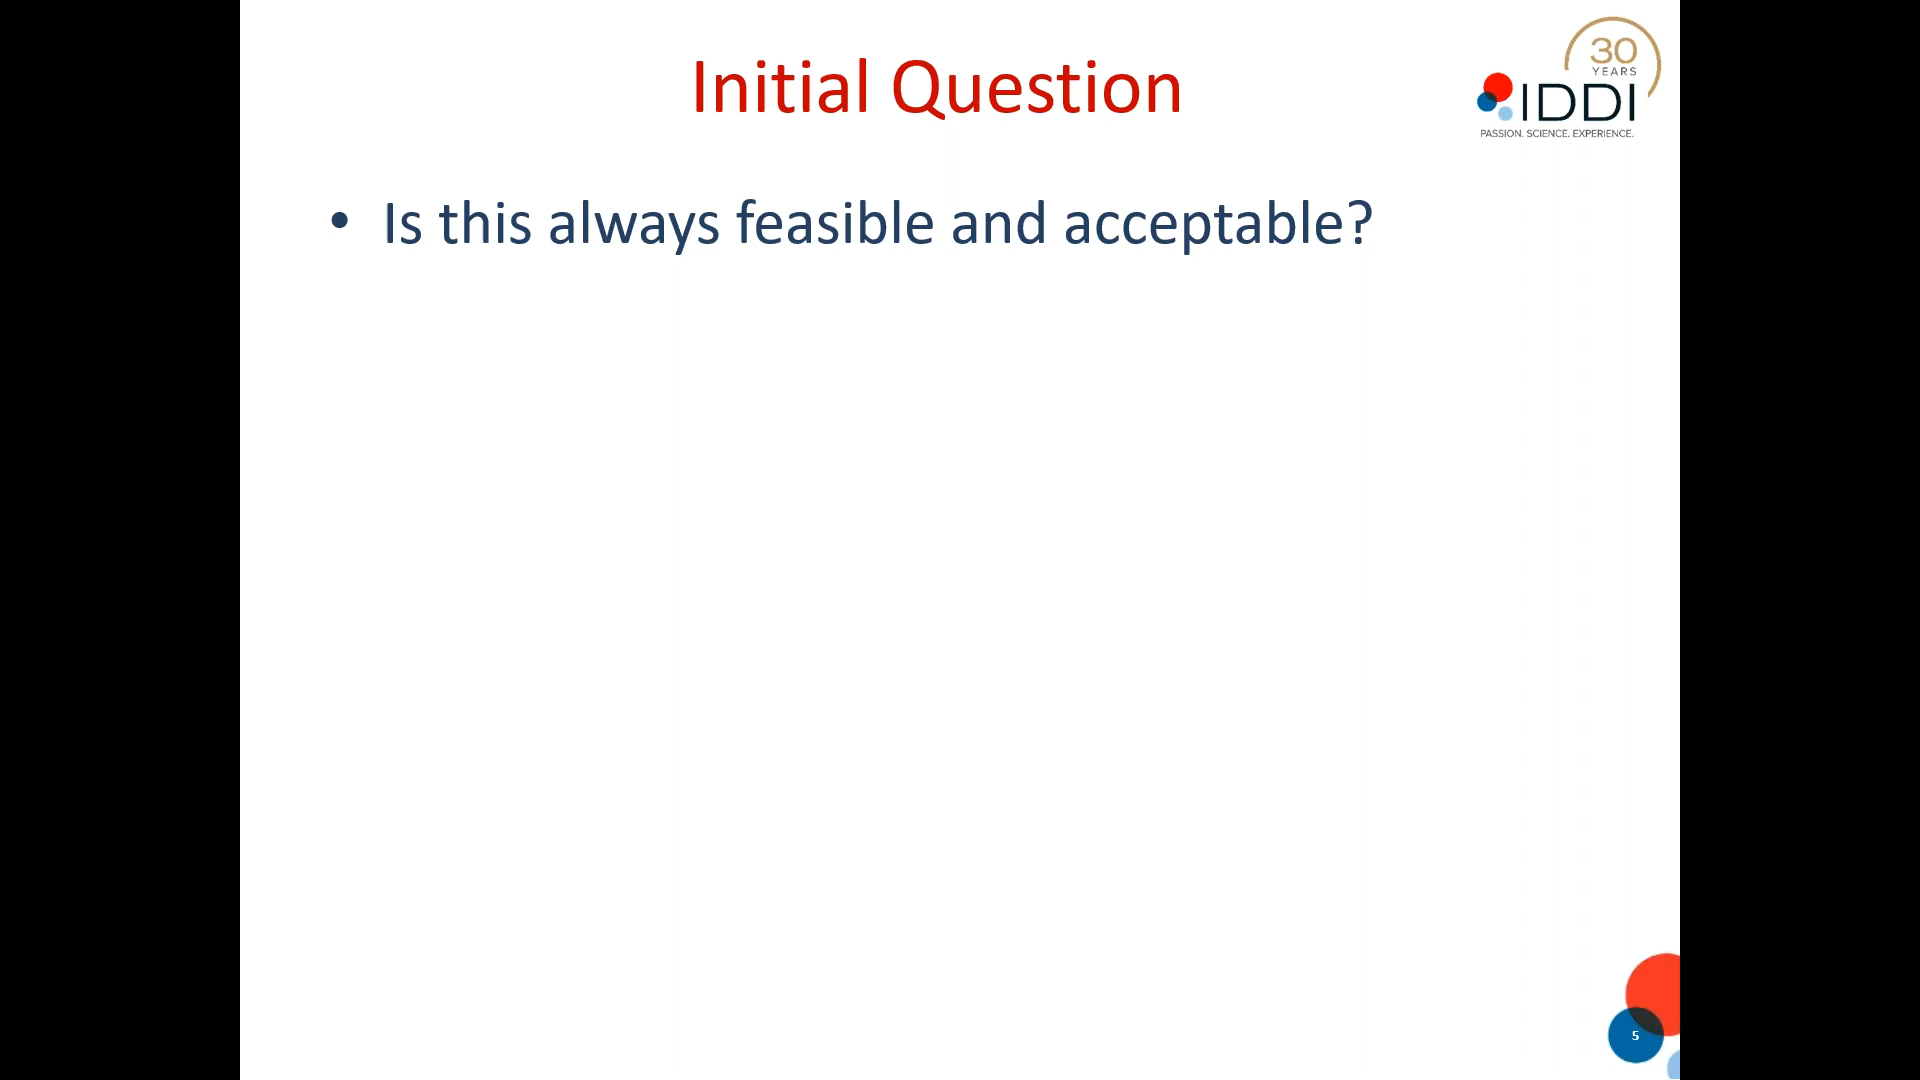 Initial Question
30
YEARS
IDDI
PASSION. SCIENCE. EXPERIENCE.
• Is this always feasible and acceptable?
5